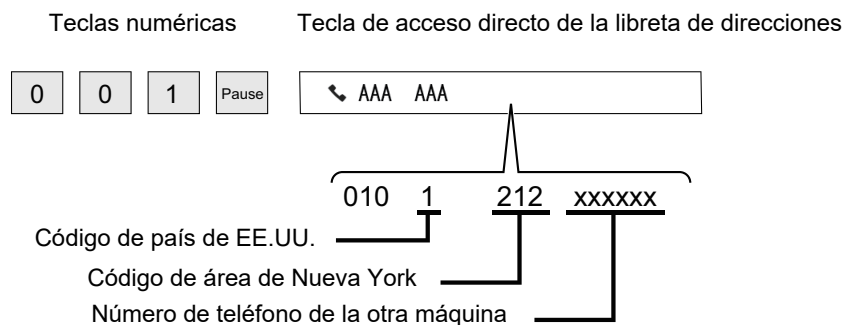 Teclas numéricas Tecla de acceso directo de la libreta de direcciones
0 0 1 Pause AAA AAA
010 1 212 xxxxxx
Código de país de EE.UU.
Código de área de Nueva York
Número de teléfono de la otra máquina